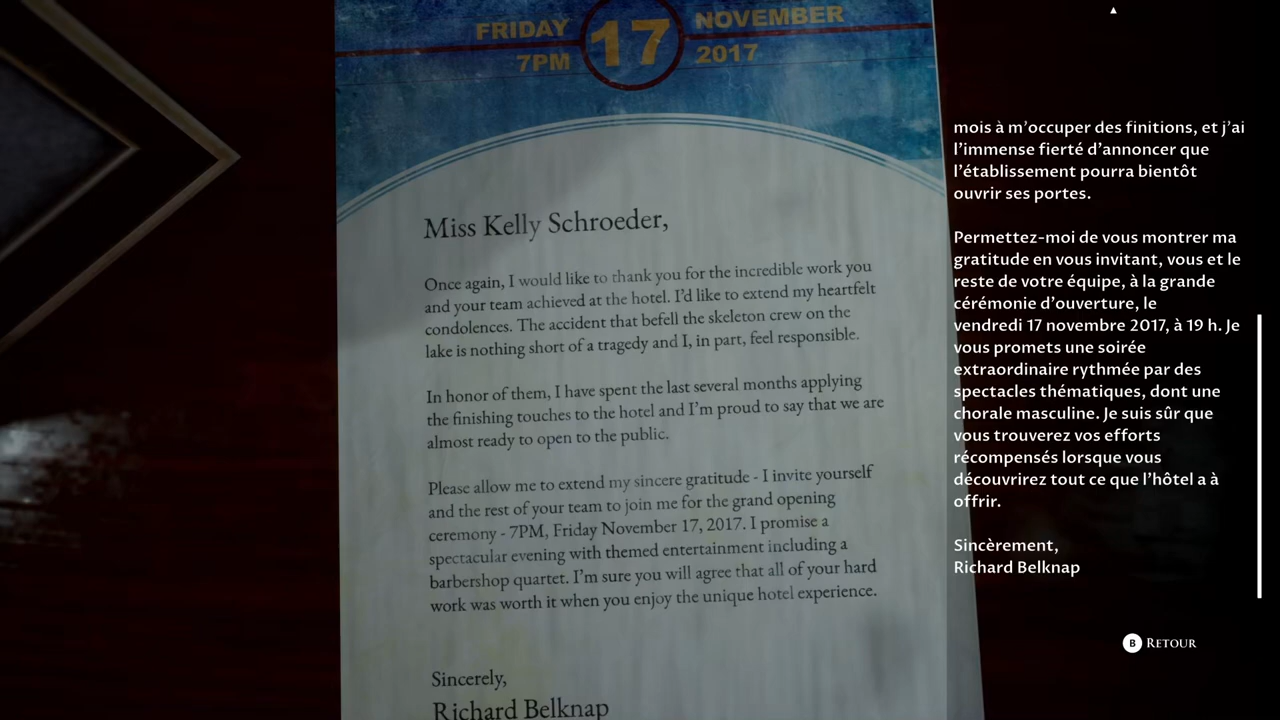 FRIDAY 17 NOVEMBER
7PM 2017
Miss Kelly Schroeder,
Once again, I would like to thank you for the incredible work you
and your team achieved at the hotel. I'd like to extend my heartfelt
condolences. The accident that befell the skeleton crew on the
lake is nothing short of a tragedy and I, in part, feel responsible.
In honor of them, I have spent the last several months applying
the finishing touches to the hotel and I'm proud to say that we are
almost ready to open to the public.
Please allow me to extend my sincere gratitude - I invite yourself
and the rest of your team to join me for the grand opening
ceremony - 7PM, Friday November 17, 2017. I promise a
spectacular evening with themed entertainment including a
barbershop quartet. I'm sure you will agree that all of your hard
work was worth it when you enjoy the unique hotel experience.
Sincerely,
Richard Belknap
mois à m'occuper des finitions, et j'ai
l'immense fierté d'annoncer que
l'établissement pourra bientôt
ouvrir ses portes.
Permettez-moi de vous montrer ma
gratitude en vous invitant, vous et le
reste de votre équipe, à la grande
cérémonie d'ouverture, le
vendredi 17 novembre 2017, à 19 h. Je
vous promets une soirée
extraordinaire rythmée par des
spectacles thématiques, dont une
chorale masculine. Je suis sûr que
vous trouverez vos efforts
récompensés lorsque vous
découvrirez tout ce que l'hôtel a à
offrir.
Sincèrement,
Richard Belknap
B RETOUR